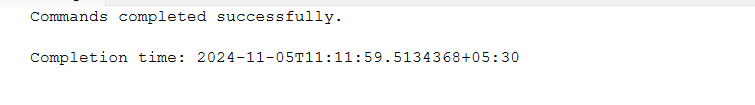 Commands completed successfully.
Completion time: 2024-11-05T11:11:59.5134368+05:30